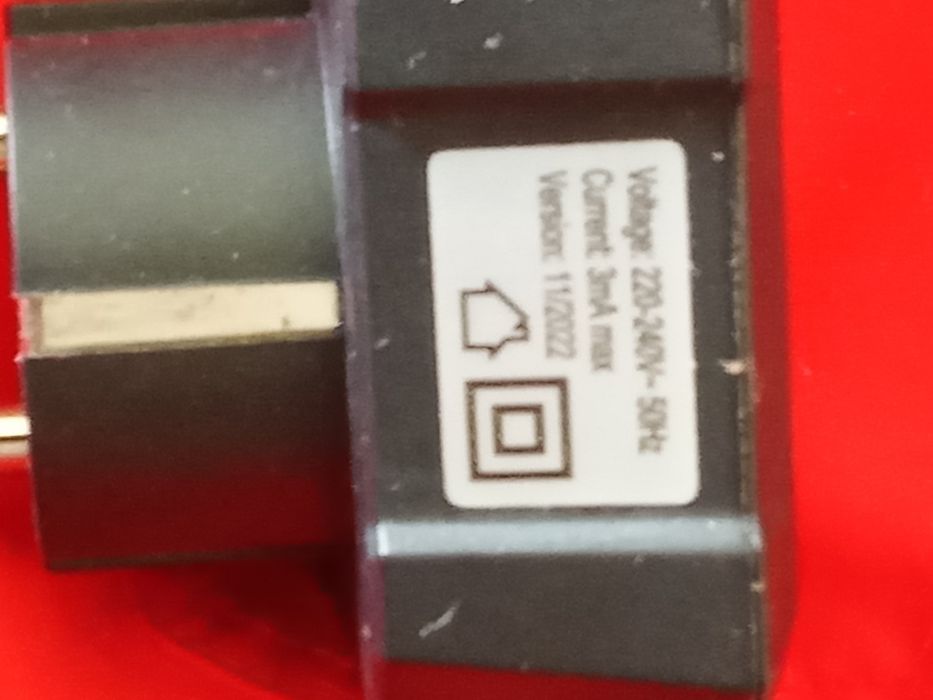 Voltage: 220-240V~ 50Hz
Current: 3mA max
Version: 11/2022